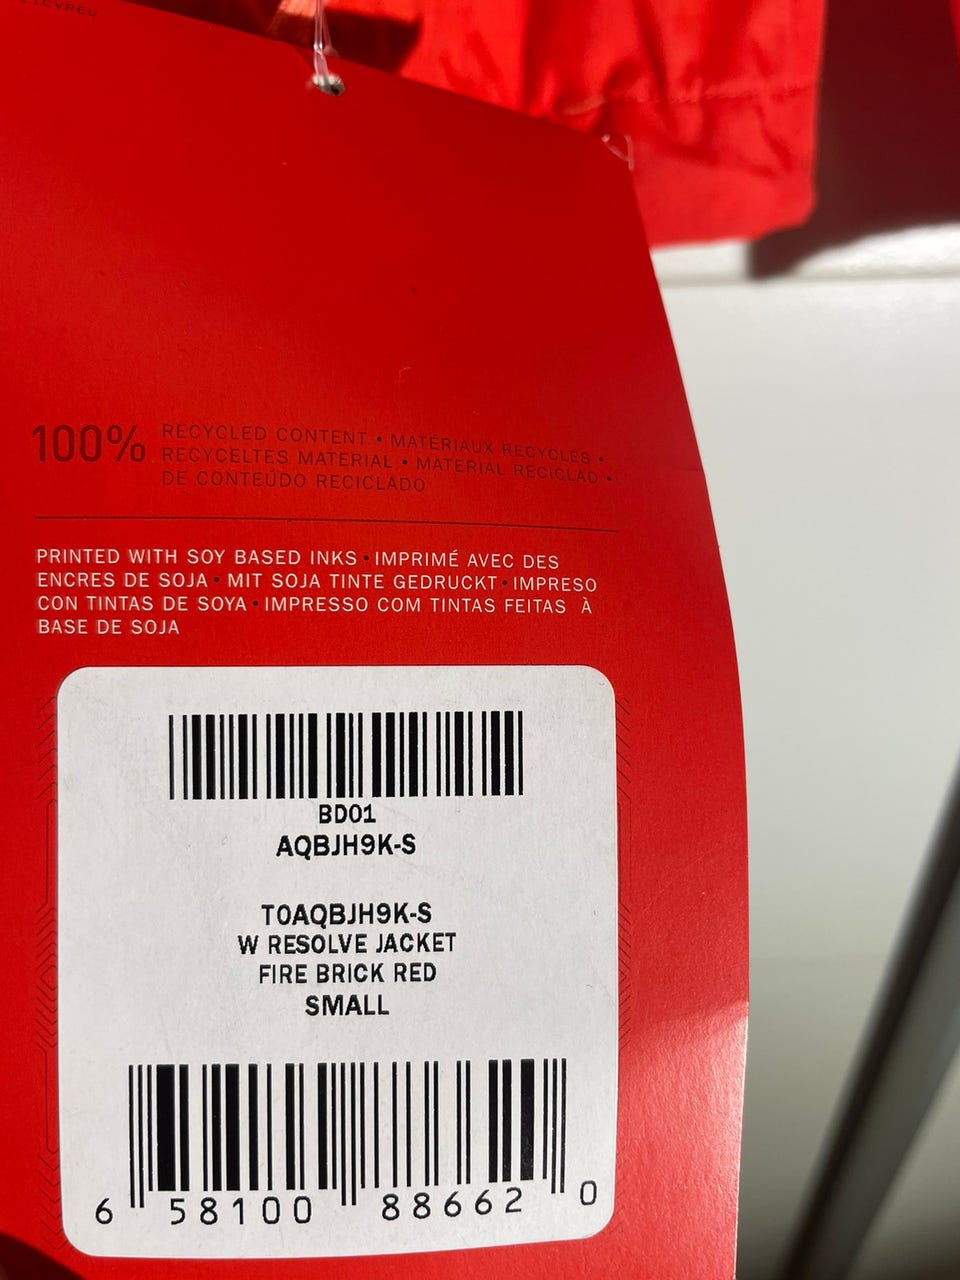 100% RECYCLED CONTENT • MATÉRIAUX RECYCLÉS •
RECYCELTES MATERIAL • MATERIAL RECICLAD •
DE CONTEÚDO RECICLADO
PRINTED WITH SOY BASED INKS • IMPRIMÉ AVEC DES
ENCRES DE SOJA • MIT SOJA TINTE GEDRUCKT • IMPRESO
CON TINTAS DE SOYA • IMPRESSO COM TINTAS FEITAS À
BASE DE SOJA
BD01
AQBJH9K-S
T0AQBJH9K-S
W RESOLVE JACKET
FIRE BRICK RED
SMALL
6 58100 88662 0